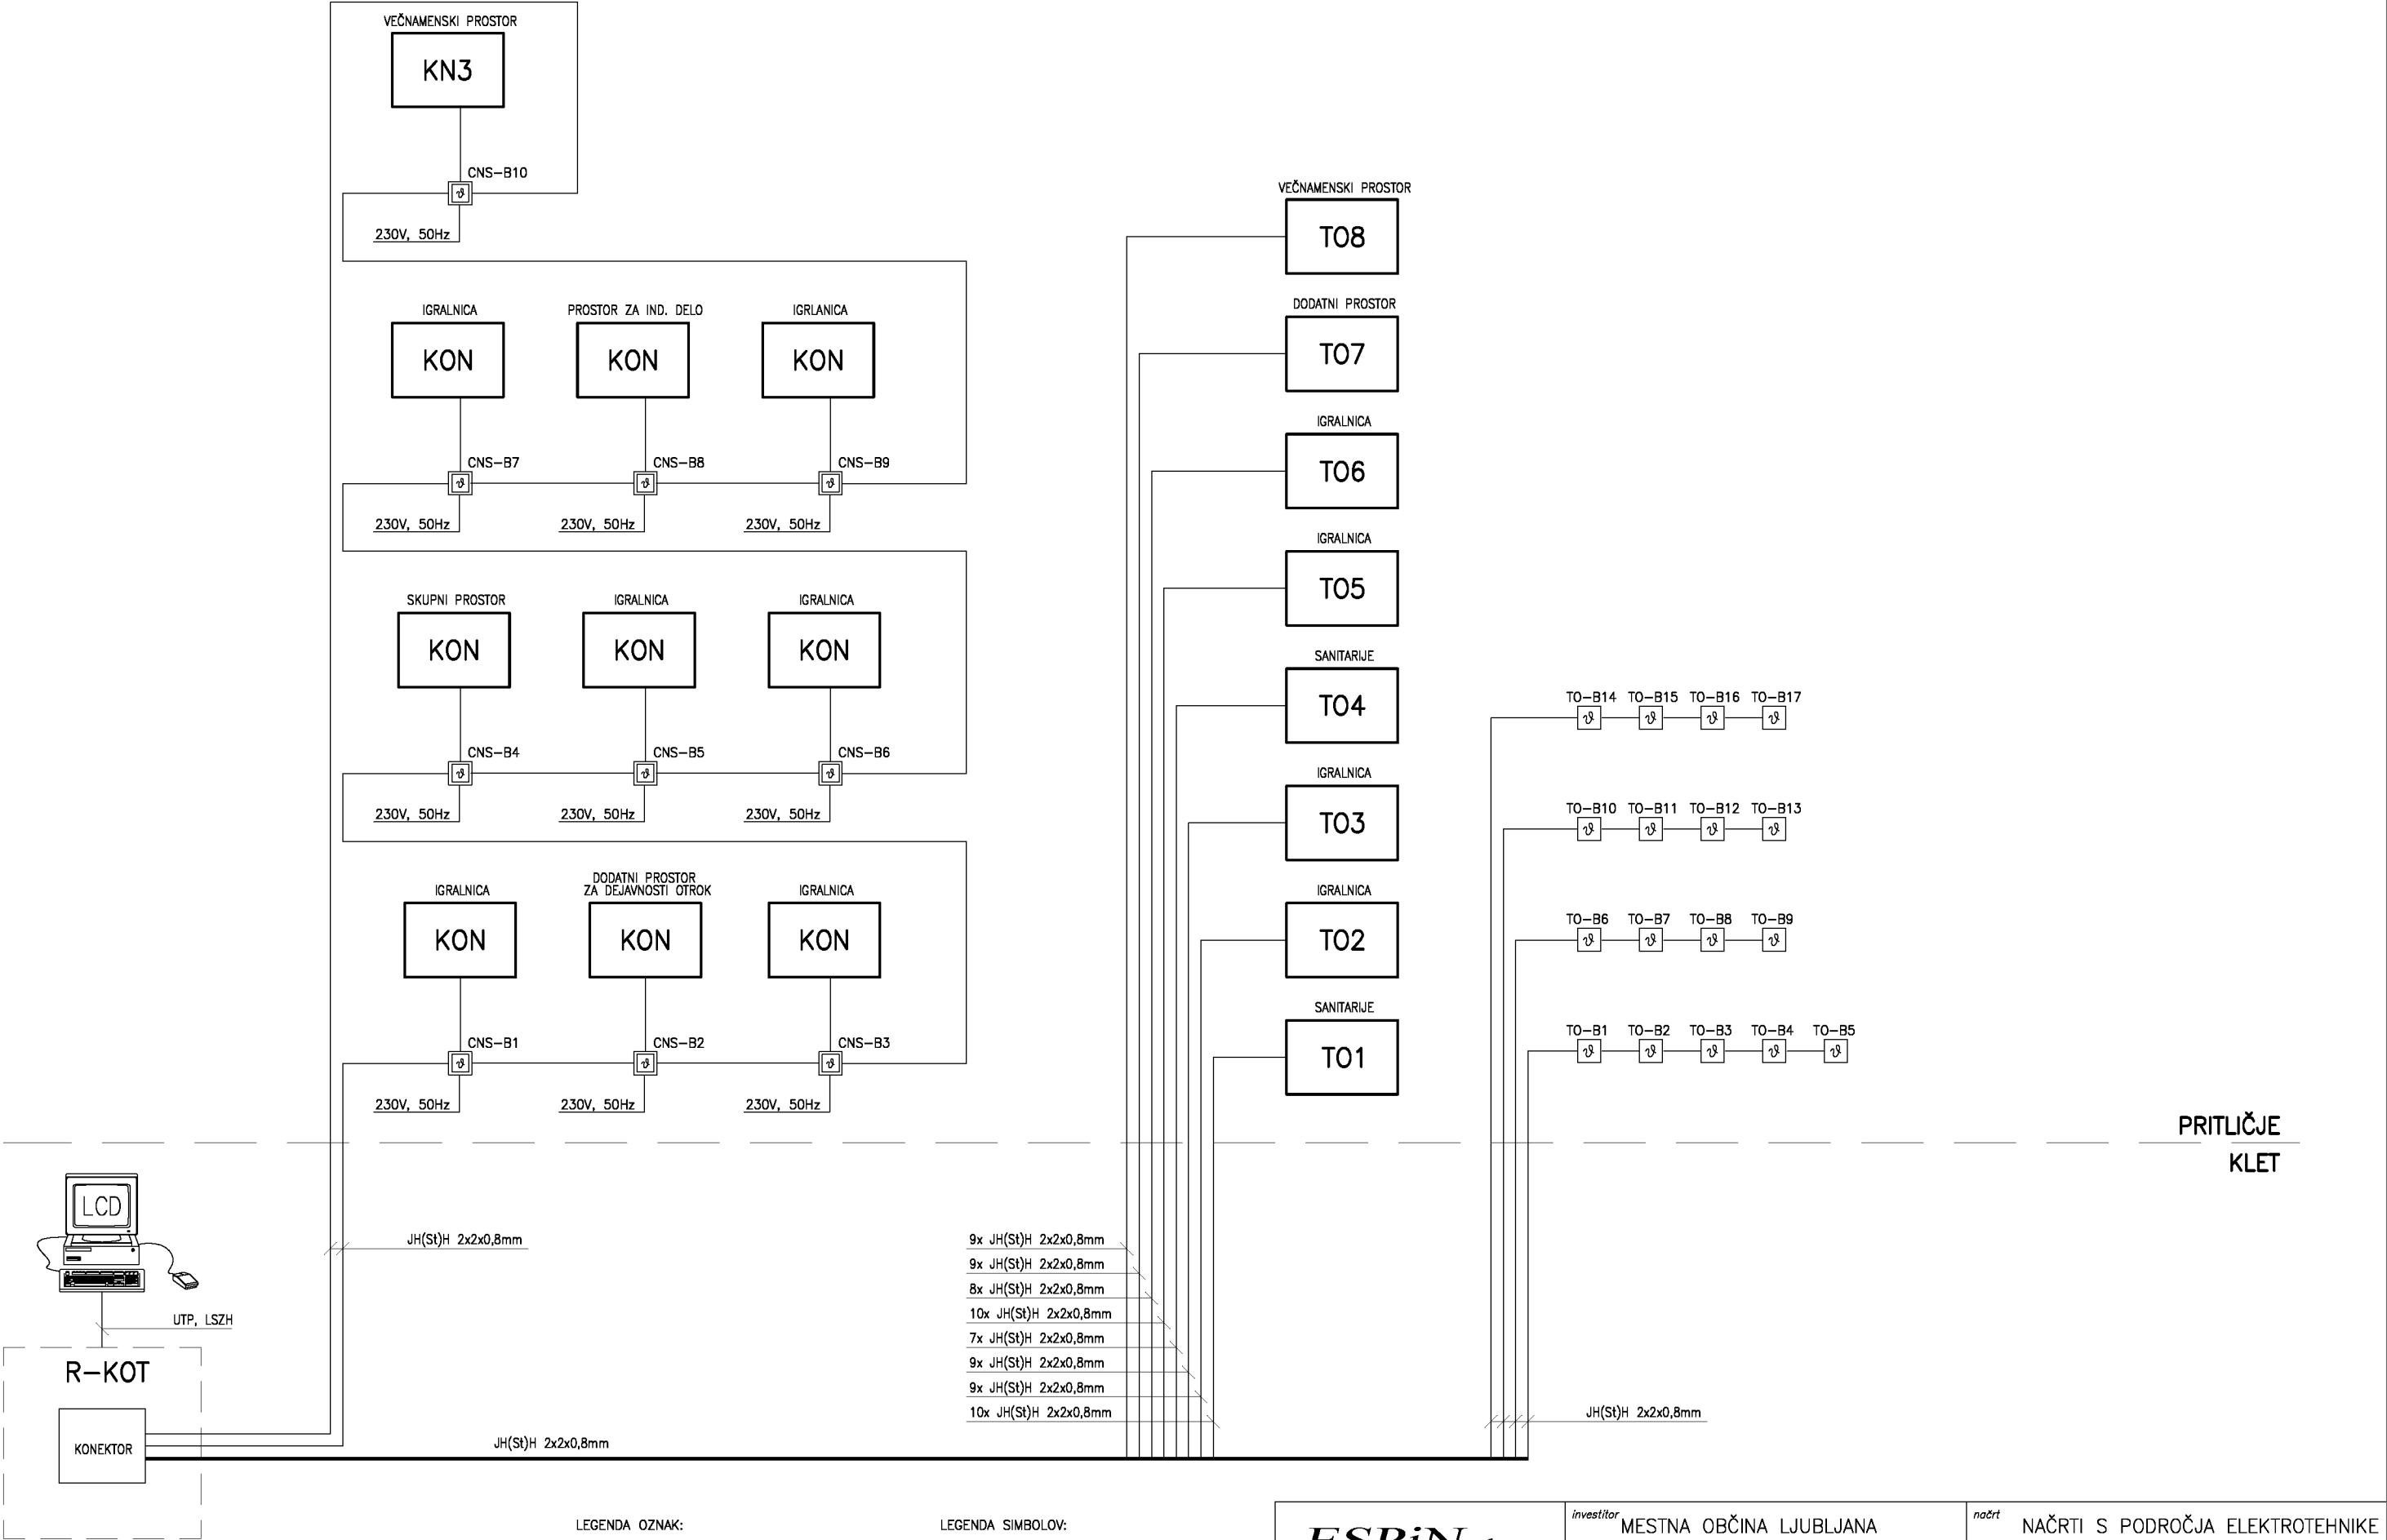 VEČNAMENSKI PROSTOR
KN3
CNS-B10
230V, 50Hz
IGRALNICA
PROSTOR ZA IND. DELO
IGRLANICA
KON
KON
KON
CNS-B7
CNS-B8
CNS-B9
230V, 50Hz
230V, 50Hz
230V, 50Hz
SKUPNI PROSTOR
IGRALNICA
IGRALNICA
KON
KON
KON
CNS-B4
CNS-B5
CNS-B6
230V, 50Hz
230V, 50Hz
230V, 50Hz
IGRALNICA
DODATNI PROSTOR
ZA DEJAVNOSTI OTROK
IGRALNICA
KON
KON
KON
CNS-B1
CNS-B2
CNS-B3
230V, 50Hz
230V, 50Hz
230V, 50Hz
VEČNAMENSKI PROSTOR
TO8
DODATNI PROSTOR
TO7
IGRALNICA
TO6
IGRALNICA
TO5
SANITARIJE
TO4
IGRALNICA
TO3
IGRALNICA
TO2
SANITARIJE
TO1
TO-B14 TO-B15 TO-B16 TO-B17
TO-B10 TO-B11 TO-B12 TO-B13
TO-B6 TO-B7 TO-B8 TO-B9
TO-B1 TO-B2 TO-B3 TO-B4 TO-B5
PRITLIČJE
KLET
LCD
UTP, LSZH
R-KOT
KONEKTOR
JH(St)H 2x2x0,8mm
JH(St)H 2x2x0,8mm
9x JH(St)H 2x2x0,8mm
9x JH(St)H 2x2x0,8mm
8x JH(St)H 2x2x0,8mm
10x JH(St)H 2x2x0,8mm
7x JH(St)H 2x2x0,8mm
9x JH(St)H 2x2x0,8mm
9x JH(St)H 2x2x0,8mm
10x JH(St)H 2x2x0,8mm
JH(St)H 2x2x0,8mm
LEGENDA OZNAK:
LEGENDA SIMBOLOV:
ESPiN
investitor MESTNA OBČINA LJUBLJANA
načrt NAČRTI S PODROČJA ELEKTROTEHNIKE